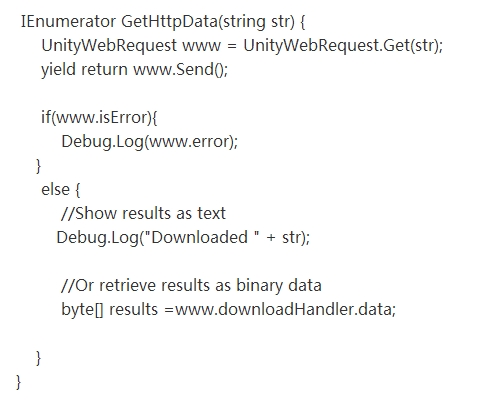 IEnumerator GetHttpData(string str) {
UnityWebRequest www = UnityWebRequest.Get(str);
yield return www.Send();
if(www.isError){
Debug.Log(www.error);
}
else {
//Show results as text
Debug.Log("Downloaded " + str);
//Or retrieve results as binary data
byte[] results =www.downloadHandler.data;
}
}